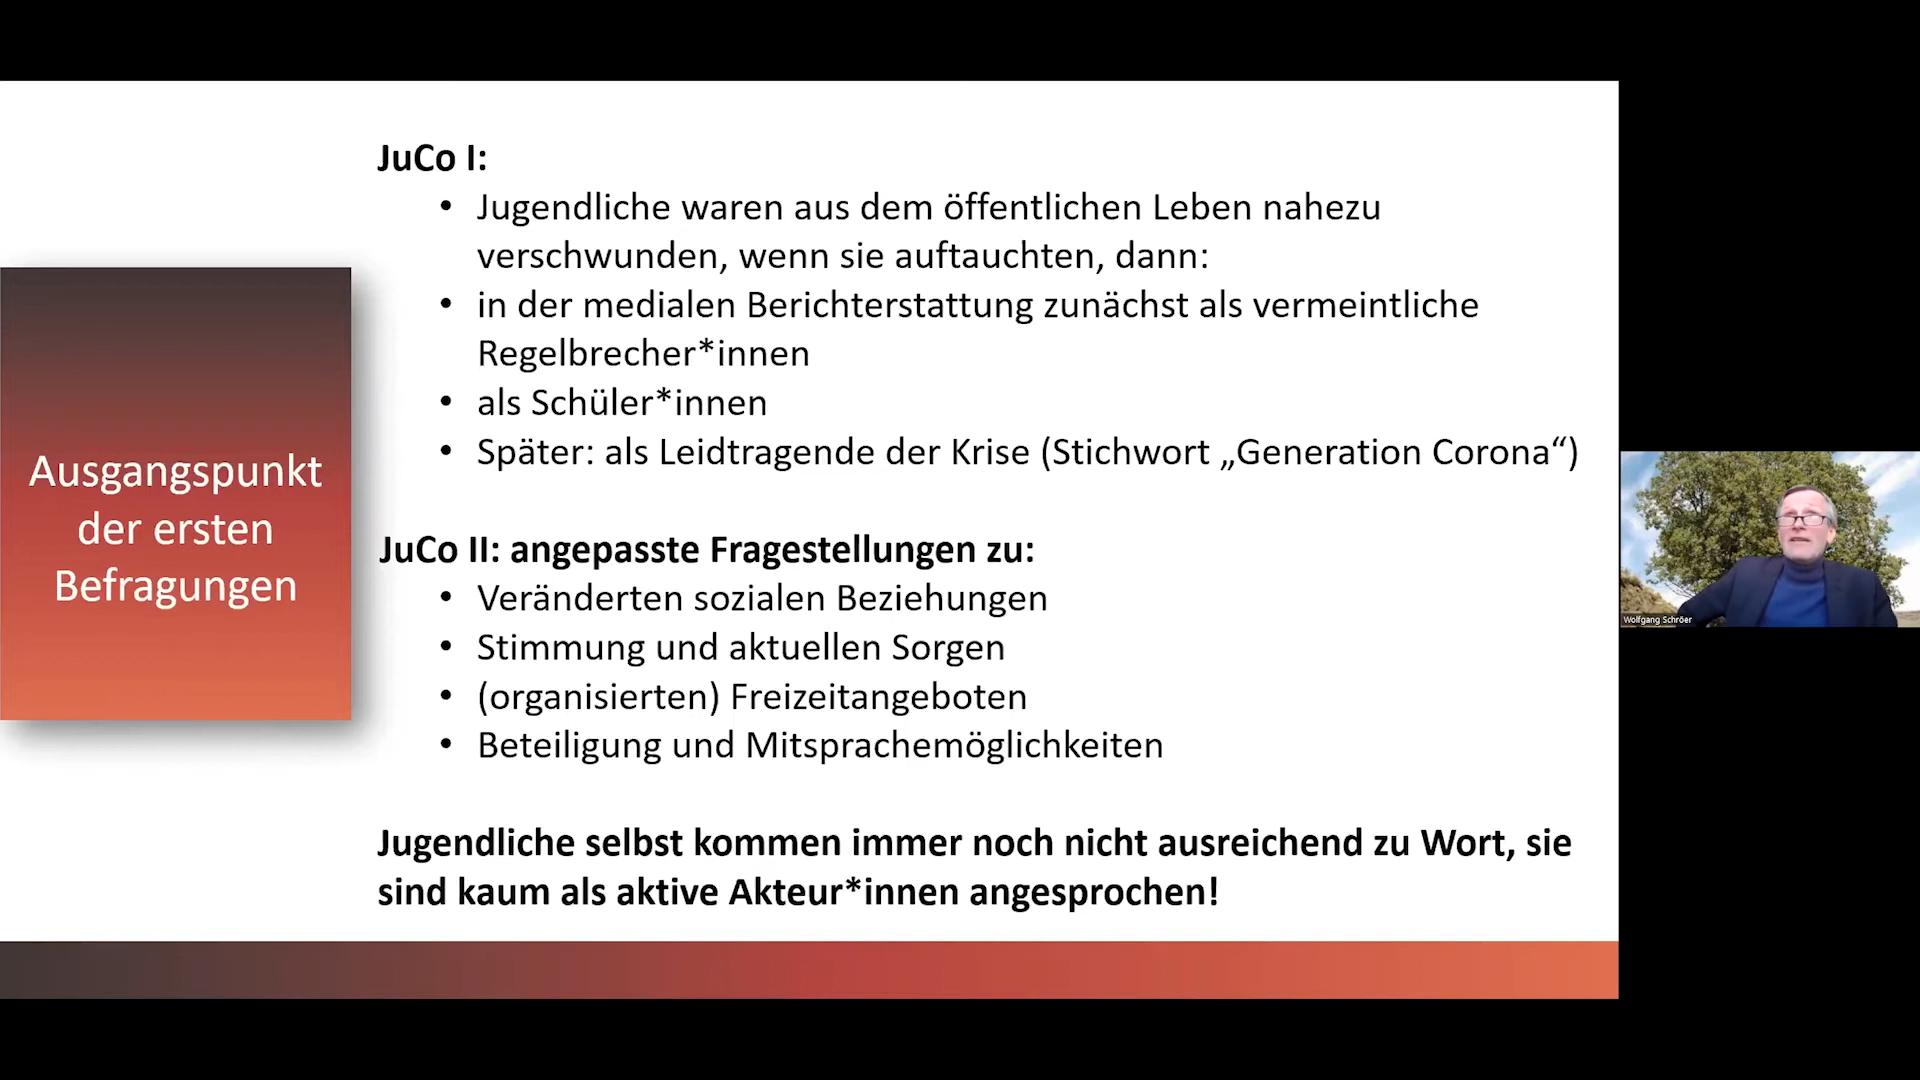 Ausgangspunkt
der ersten
Befragungen
JuCo I:
• Jugendliche waren aus dem öffentlichen Leben nahezu
verschwunden, wenn sie auftauchten, dann:
• in der medialen Berichterstattung zunächst als vermeintliche
Regelbrecher*innen
• als Schüler*innen
• Später: als Leidtragende der Krise (Stichwort „Generation Corona“)
JuCo II: angepasste Fragestellungen zu:
• Veränderten sozialen Beziehungen
• Stimmung und aktuellen Sorgen
• (organisierten) Freizeitangeboten
• Beteiligung und Mitsprachemöglichkeiten
Jugendliche selbst kommen immer noch nicht ausreichend zu Wort, sie
sind kaum als aktive Akteur*innen angesprochen!
Wolfgang Schröer